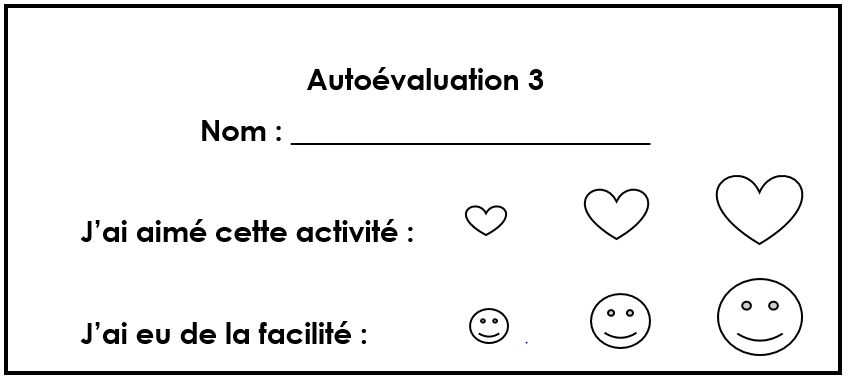 Autoévaluation 3
Nom : ________________________
J’ai aimé cette activité :
J’ai eu de la facilité :